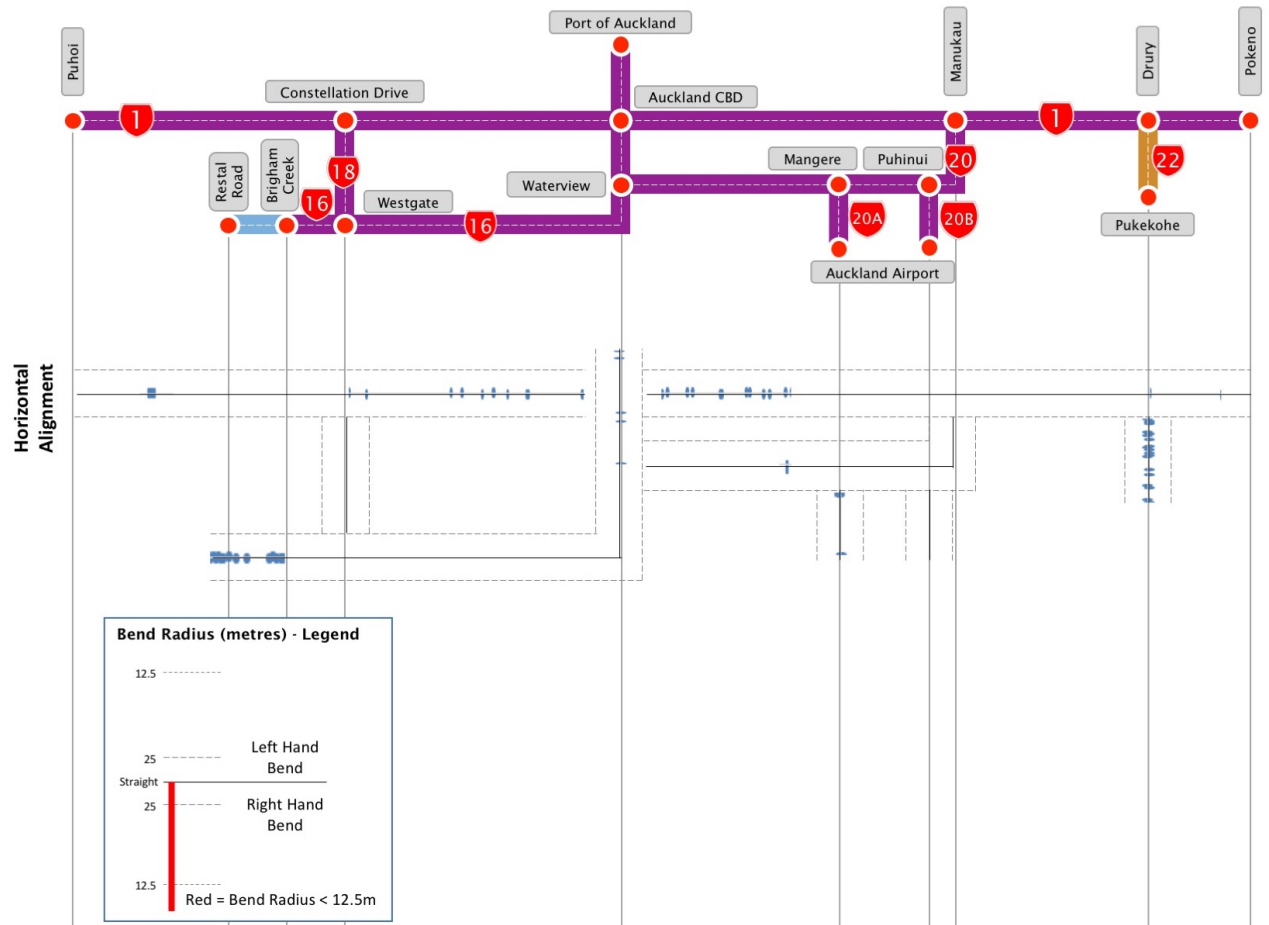 Port of Auckland
Puhoi
Manukau
Drury
Pokeno
Constellation Drive
Auckland CBD
1
1
Restal
Road
Brigham
Creek
18
Mangere
Puhinui
20
22
Waterview
16
Westgate
16
20A
20B
Pukekohe
Auckland Airport
Horizontal
Alignment
Bend Radius (metres) - Legend
12.5
Left Hand
Bend
25
Straight
25
Right Hand
Bend
12.5
Red = Bend Radius < 12.5m